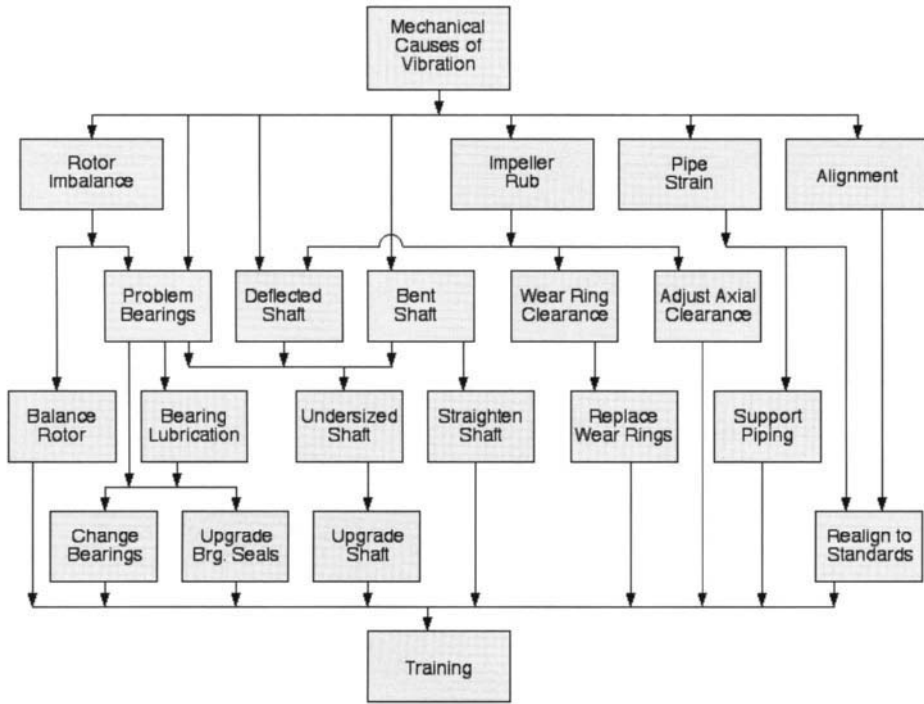 Mechanical
Causes of
Vibration
Rotor
Imbalance
Impeller
Rub
Pipe
Strain
Alignment
Problem
Bearings
Deflected
Shaft
Bent
Shaft
Wear Ring
Clearance
Adjust Axial
Clearance
Balance
Rotor
Bearing
Lubrication
Undersized
Shaft
Straighten
Shaft
Replace
Wear Rings
Support
Piping
Change
Bearings
Upgrade
Brg. Seals
Upgrade
Shaft
Realign to
Standards
Training